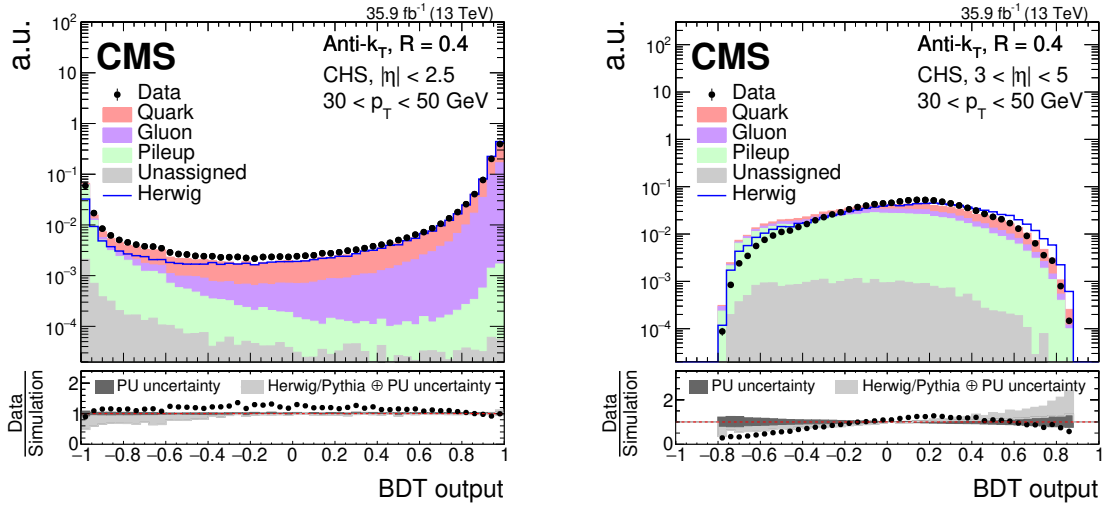 35.9 fb⁻¹ (13 TeV)
CMS
Anti-k_T, R = 0.4
CHS, |η| < 2.5
30 < p_T < 50 GeV
Data
Quark
Gluon
Pileup
Unassigned
Herwig
a.u.
10²
10
1
10⁻¹
10⁻²
10⁻³
10⁻⁴
PU uncertainty
Herwig/Pythia ⊕ PU uncertainty
Data
Simulation
2
1
0
−1 −0.8 −0.6 −0.4 −0.2 0 0.2 0.4 0.6 0.8 1
BDT output
35.9 fb⁻¹ (13 TeV)
CMS
Anti-k_T, R = 0.4
CHS, 3 < |η| < 5
30 < p_T < 50 GeV
Data
Quark
Gluon
Pileup
Unassigned
Herwig
a.u.
10²
10
1
10⁻¹
10⁻²
10⁻³
10⁻⁴
PU uncertainty
Herwig/Pythia ⊕ PU uncertainty
Data
Simulation
2
1
0
−1 −0.8 −0.6 −0.4 −0.2 0 0.2 0.4 0.6 0.8 1
BDT output